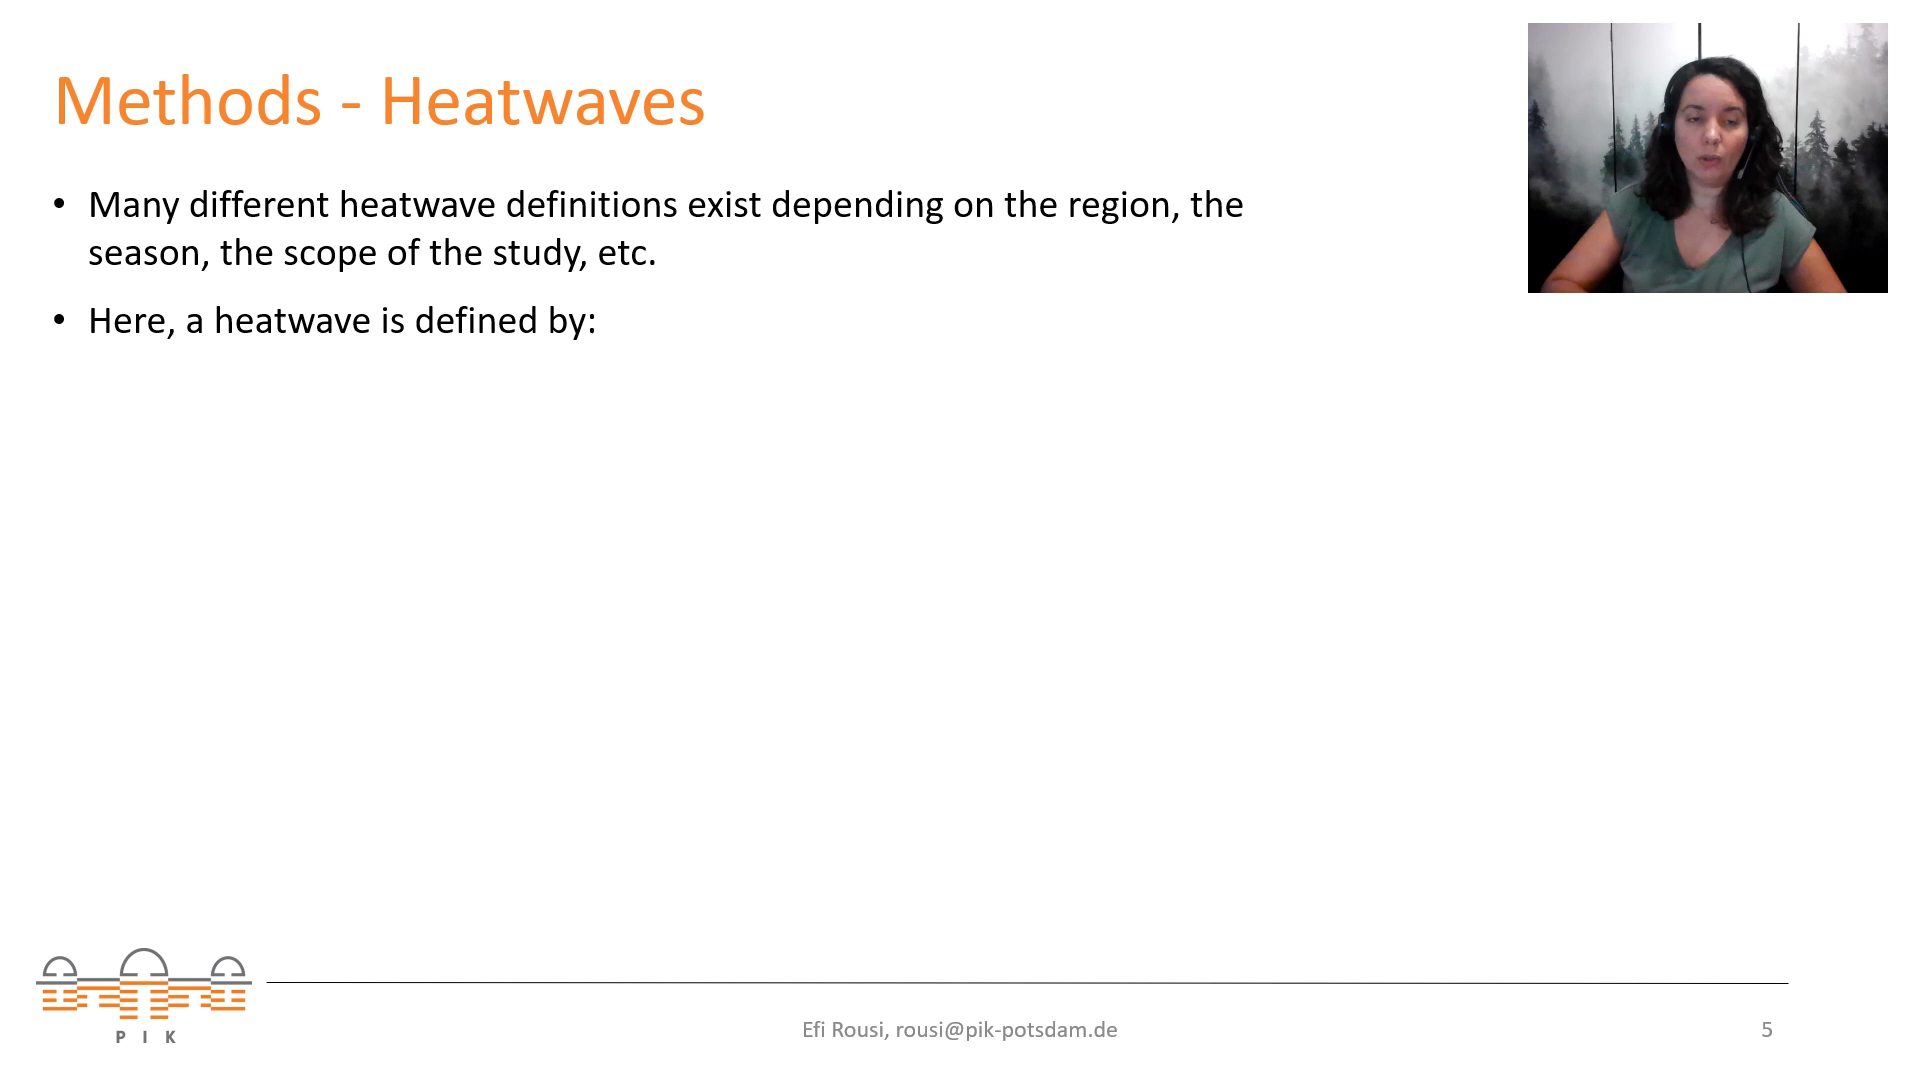 Methods - Heatwaves
• Many different heatwave definitions exist depending on the region, the
season, the scope of the study, etc.
• Here, a heatwave is defined by:
P I K
Efi Rousi, rousi@pik-potsdam.de
5